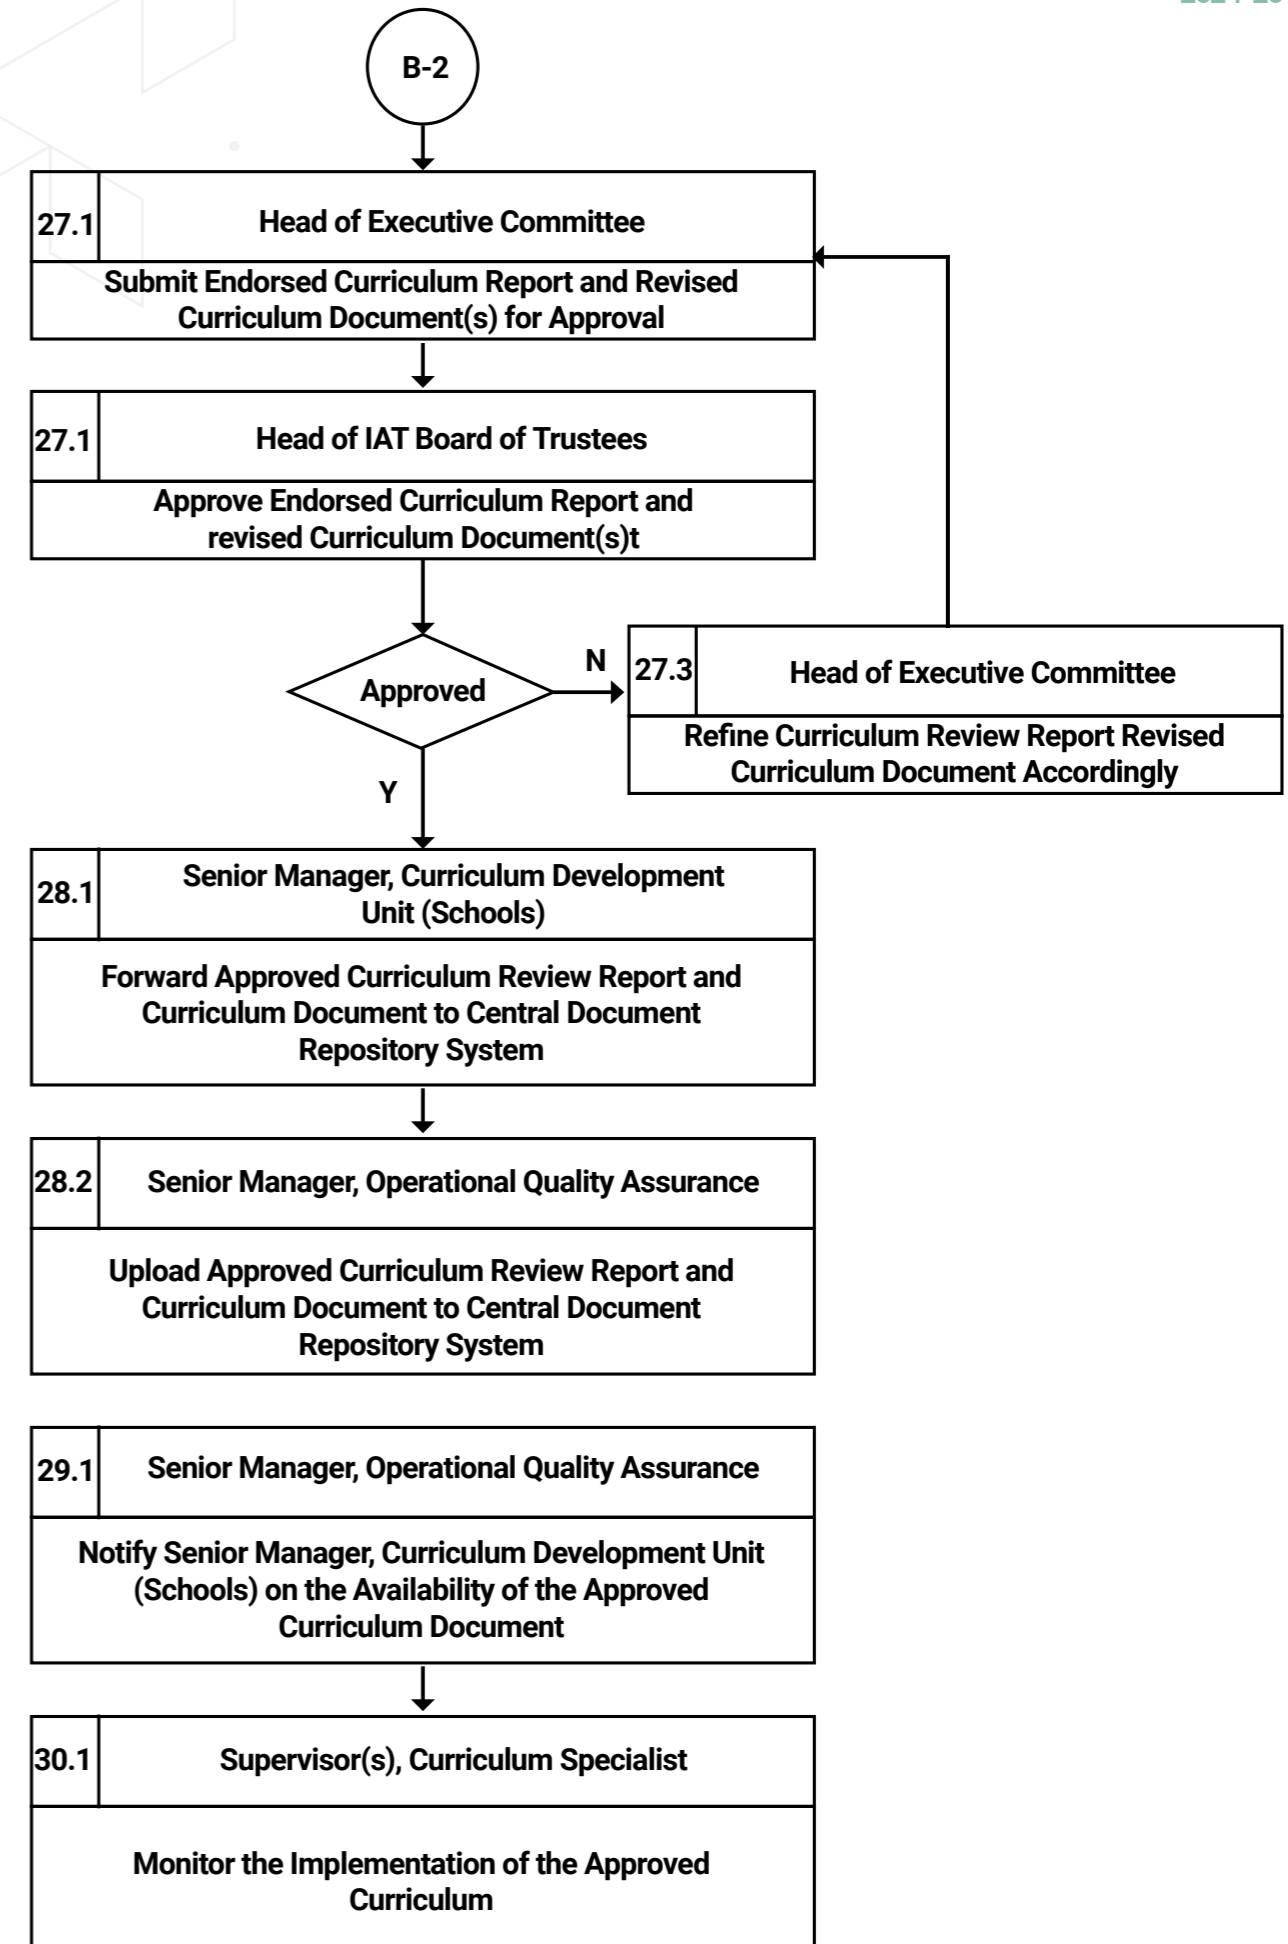 B-2
27.1
Head of Executive Committee
Submit Endorsed Curriculum Report and Revised
Curriculum Document(s) for Approval
27.1
Head of IAT Board of Trustees
Approve Endorsed Curriculum Report and
revised Curriculum Document(s)t
Approved
N
27.3
Head of Executive Committee
Refine Curriculum Review Report Revised
Curriculum Document Accordingly
Y
28.1
Senior Manager, Curriculum Development
Unit (Schools)
Forward Approved Curriculum Review Report and
Curriculum Document to Central Document
Repository System
28.2
Senior Manager, Operational Quality Assurance
Upload Approved Curriculum Review Report and
Curriculum Document to Central Document
Repository System
29.1
Senior Manager, Operational Quality Assurance
Notify Senior Manager, Curriculum Development Unit
(Schools) on the Availability of the Approved
Curriculum Document
30.1
Supervisor(s), Curriculum Specialist
Monitor the Implementation of the Approved
Curriculum